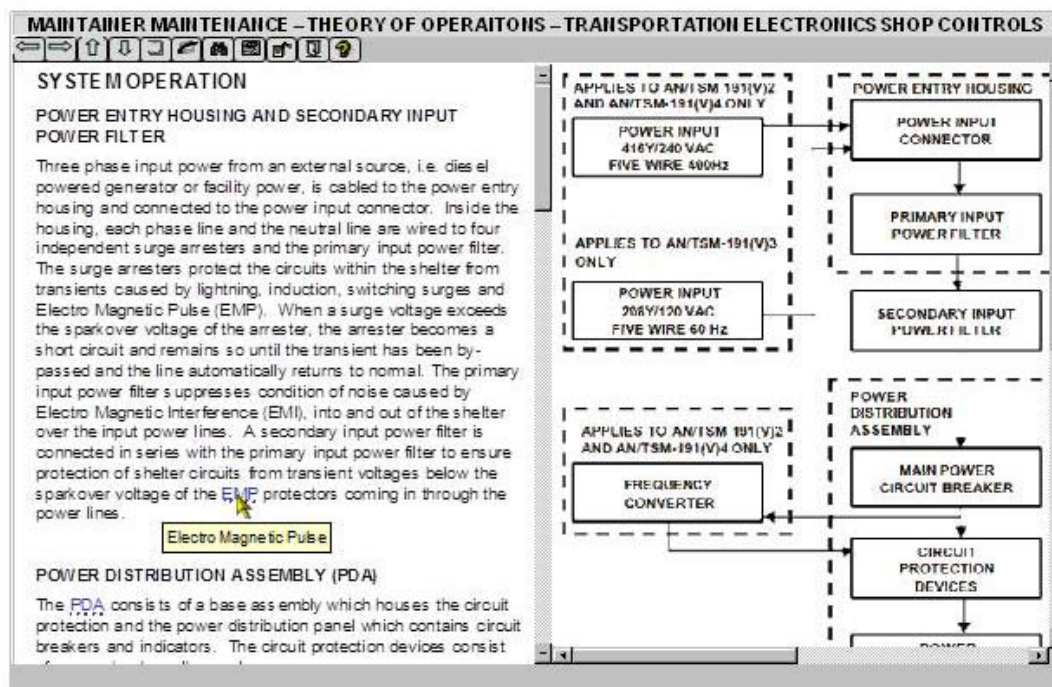 MAINTAINER MAINTENANCE – THEORY OF OPERAITONS – TRANSPORTATION ELECTRONICS SHOP CONTROLS
SYSTEM OPERATION
POWER ENTRY HOUSING AND SECONDARY INPUT
POWER FILTER
Three phase input power from an external source, i.e. diesel
powered generator or facility power, is cabled to the power entry
housing and connected to the power input connector. Inside the
housing, each phase line and the neutral line are wired to four
independent surge arresters and the primary input power filter.
The surge arresters protect the circuits within the shelter from
transients caused by lightning, induction, switching surges and
Electro Magnetic Pulse (EMP). When a surge voltage exceeds
the sparkover voltage of the arrester, the arrester becomes a
short circuit and remains so until the transient has been by-
passed and the line automatically returns to normal. The primary
input power filter suppresses condition of noise caused by
Electro Magnetic Interference (EMI), into and out of the shelter
over the input power lines. A secondary input power filter is
connected in series with the primary input power filter to ensure
protection of shelter circuits from transient voltages below the
sparkover voltage of the EMP protectors coming in through the
power lines.
Electro Magnetic Pulse
POWER DISTRIBUTION ASSEMBLY (PDA)
The PDA consists of a base assembly which houses the circuit
protection and the power distribution panel which contains circuit
breakers and indicators. The circuit protection devices consist
APPLIES TO AN/TSM 191(V)2
AND AN/TSM-191(V)4 ONLY
POWER INPUT
416Y/240 VAC
FIVE WIRE 400Hz
APPLIES TO AN/TSM-191(V)3
ONLY
POWER INPUT
208Y/120 VAC
FIVE WIRE 60 Hz
POWER ENTRY HOUSING
POWER INPUT
CONNECTOR
PRIMARY INPUT
POWER FILTER
SECONDARY INPUT
POWER FILTER
APPLIES TO AN/TSM 191(V)2
AND AN/TSM-191(V)4 ONLY
FREQUENCY
CONVERTER
POWER
DISTRIBUTION
ASSEMBLY
MAIN POWER
CIRCUIT BREAKER
CIRCUIT
PROTECTION
DEVICES
POWER